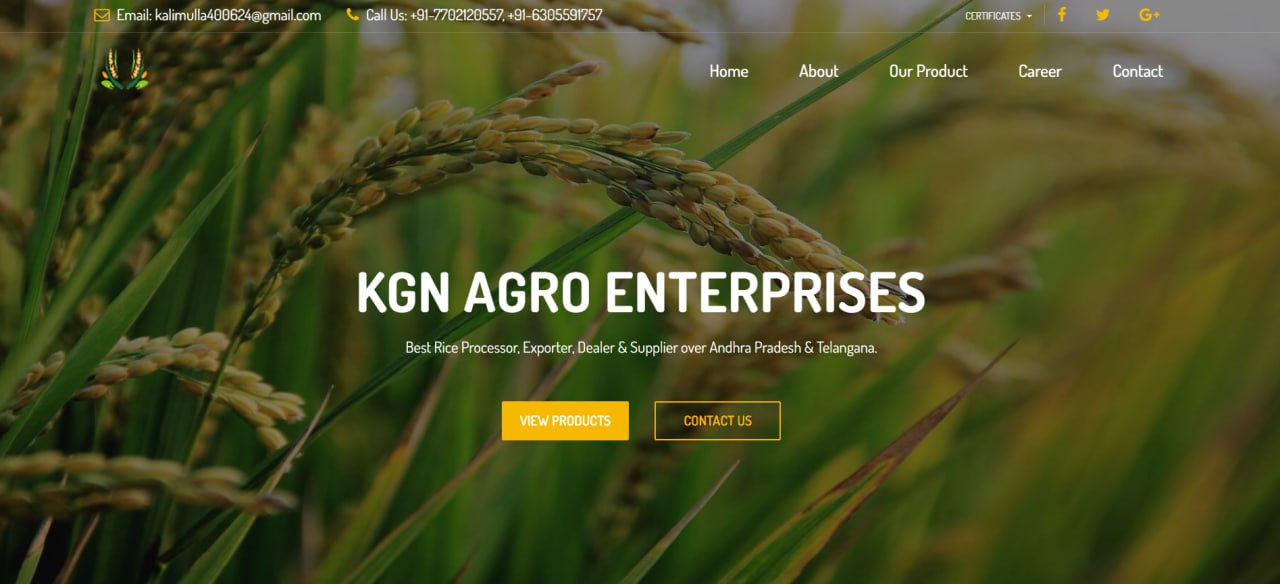 Email: kalimulla400624@gmail.com Call Us: +91-7702120557, +91-6305591757 CERTIFICATES
Home About Our Product Career Contact
KGN AGRO ENTERPRISES
Best Rice Processor, Exporter, Dealer & Supplier over Andhra Pradesh & Telangana.
VIEW PRODUCTS CONTACT US